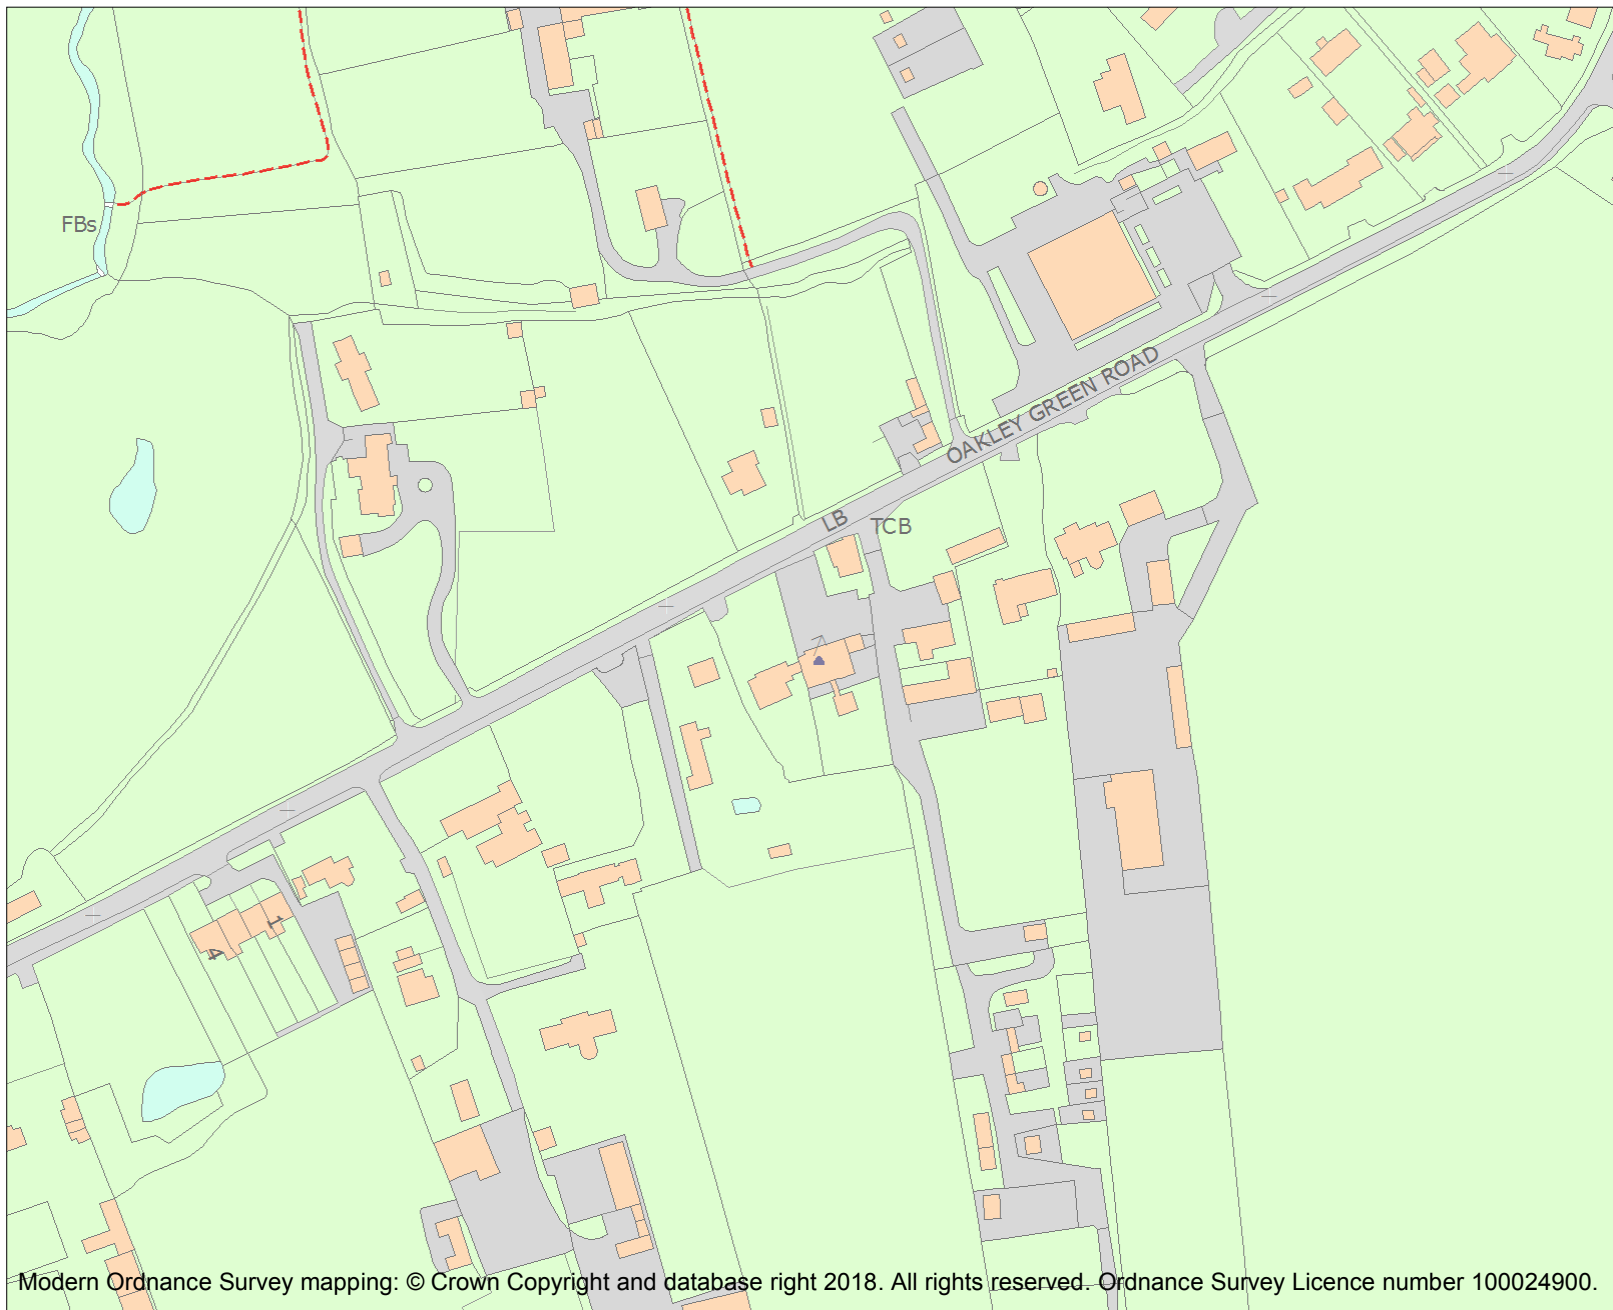 FBs
OAKLEY GREEN ROAD
LB
TCB
1
4
Modern Ordnance Survey mapping: © Crown Copyright and database right 2018. All rights reserved. Ordnance Survey Licence number 100024900.